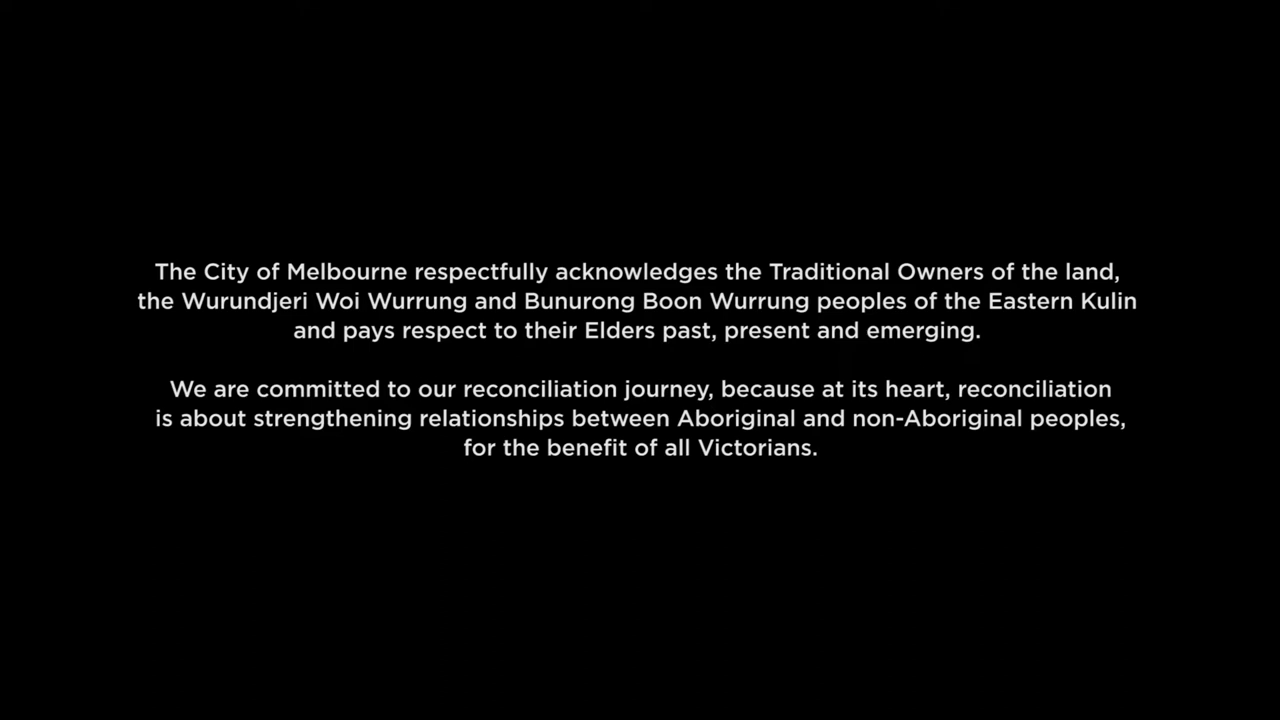 The City of Melbourne respectfully acknowledges the Traditional Owners of the land,
the Wurundjeri Woi Wurrung and Bunurong Boon Wurrung peoples of the Eastern Kulin
and pays respect to their Elders past, present and emerging.
We are committed to our reconciliation journey, because at its heart, reconciliation
is about strengthening relationships between Aboriginal and non-Aboriginal peoples,
for the benefit of all Victorians.